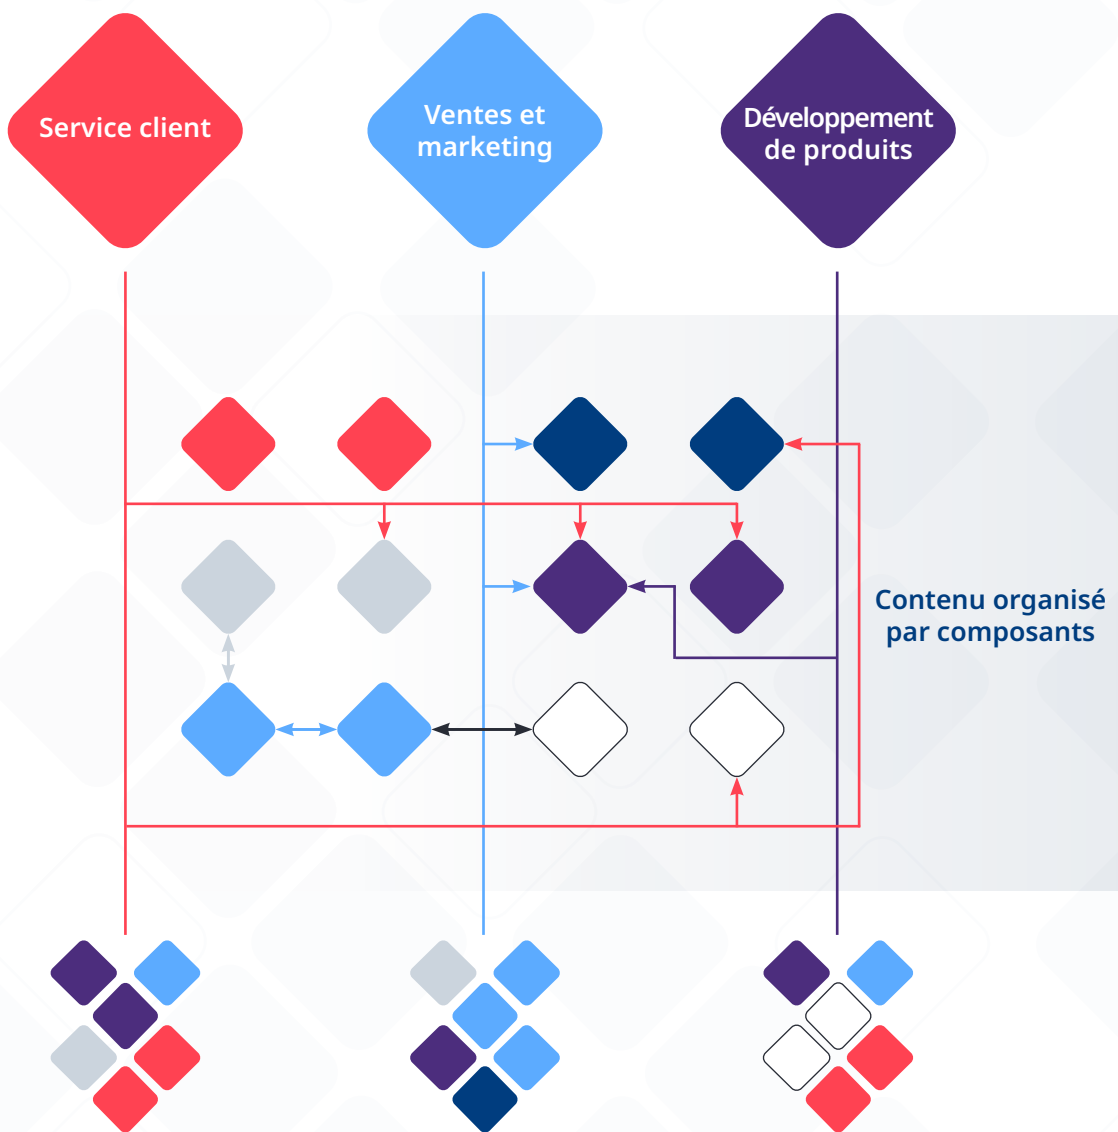 Service client
Ventes et
marketing
Développement
de produits
Contenu organisé
par composants